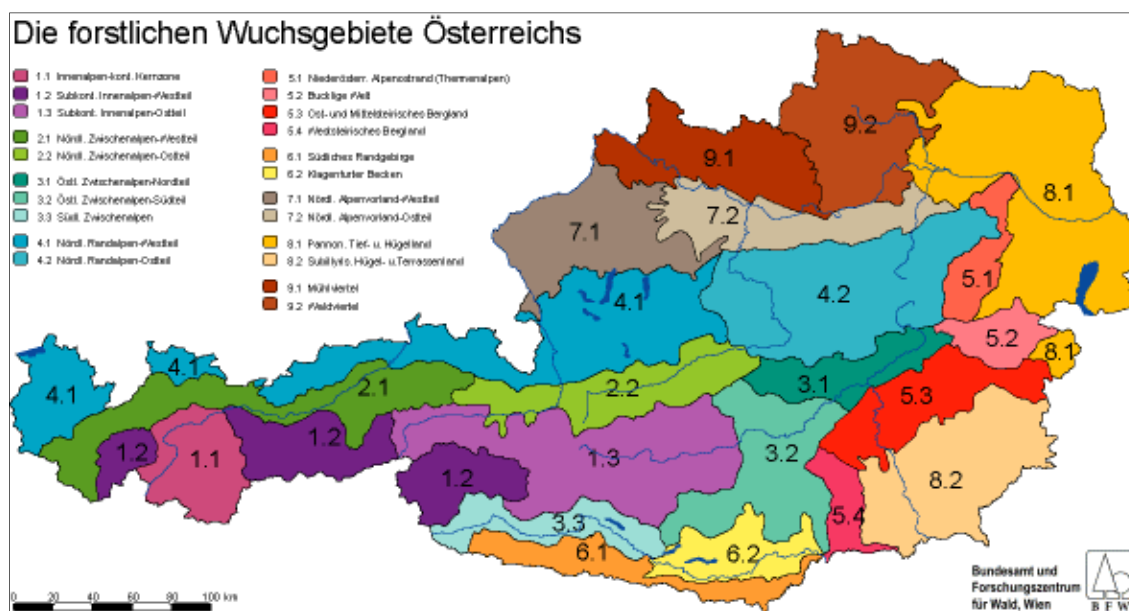 Die forstlichen Wuchsgebiete Österreichs
1.1 Innenalpen-kont. Kernzone
1.2 Subkont. Innenalpen-Westteil
1.3 Subkont. Innenalpen-Ostteil
2.1 Nördl. Zwischenalpen-Westteil
2.2 Nördl. Zwischenalpen-Ostteil
3.1 Östl. Zwischenalpen-Nordteil
3.2 Östl. Zwischenalpen-Südteil
3.3 Südl. Zwischenalpen
4.1 Nördl. Randalpen-Westteil
4.2 Nördl. Randalpen-Ostteil
5.1 Niederösterr. Alpenostrand (Thermenalpen)
5.2 Bucklige Welt
5.3 Ost- und Mittelsteirisches Bergland
5.4 Weststeirisches Bergland
6.1 Südliches Randgebirge
6.2 Klagenfurter Becken
7.1 Nördl. Alpenvorland-Westteil
7.2 Nördl. Alpenvorland-Ostteil
8.1 Pannon. Tief- u. Hügelland
8.2 Subillyris. Hügel- u.Terrassenland
9.1 Mühlviertel
9.2 Waldviertel
9.2
9.1
8.1
7.2
7.1
4.1
4.2
5.1
5.2
8.1
4.1
4.1
2.1
2.2
3.1
5.3
1.2
1.1
1.2
1.2
1.3
3.2
8.2
5.4
3.3
6.1
6.2
0 20 40 60 80 100 km
Bundesamt und
Forschungszentrum
für Wald, Wien
B F W